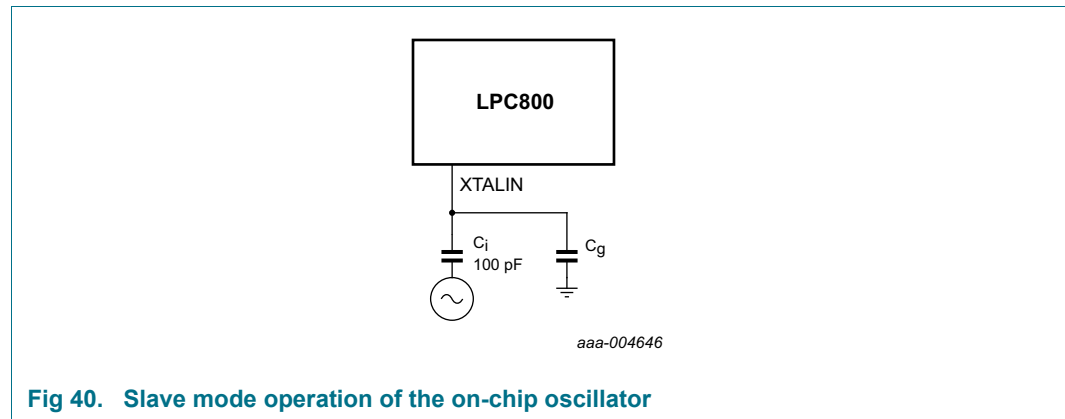 LPC800
XTALIN
Ci
100 pF
Cg
aaa-004646
Fig 40. Slave mode operation of the on-chip oscillator